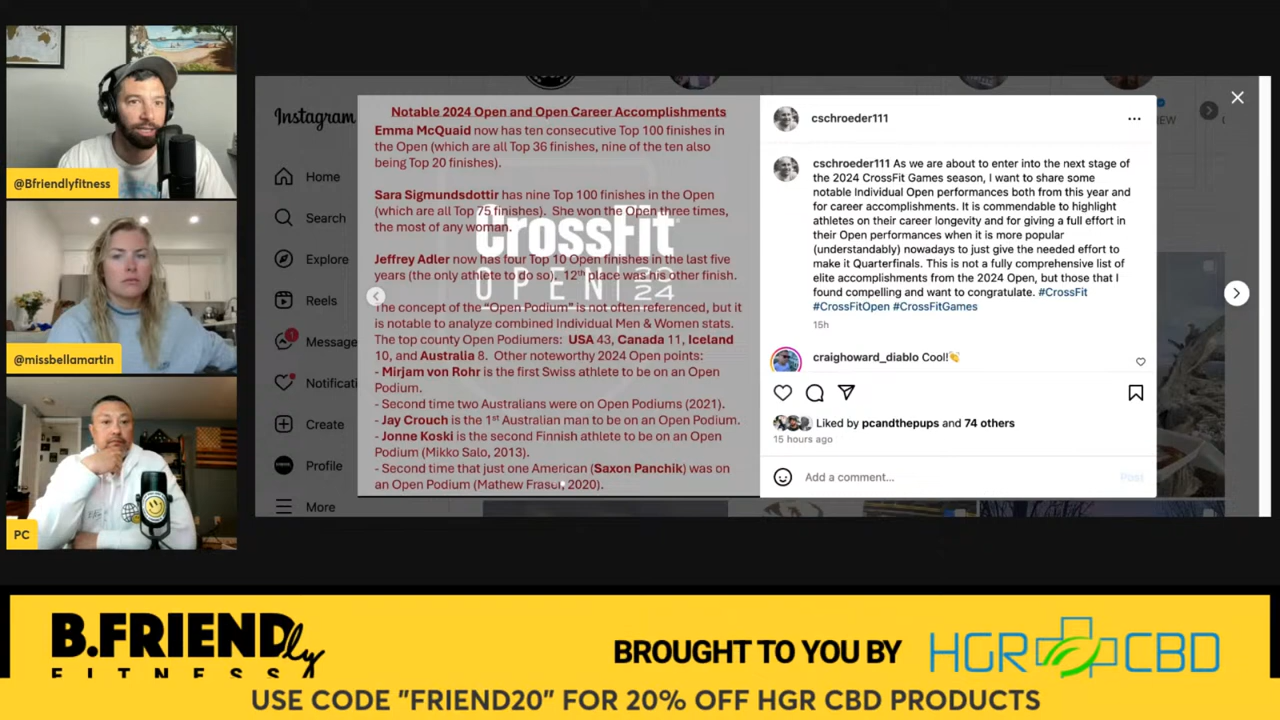 @Bfriendlyfitness
@missbellamartin
PC
Instagram
Home
Search
Explore
Reels
1
Message
Notificati
Create
Profile
More
CrossFit
OPEN 2024
Notable 2024 Open and Open Career Accomplishments
Emma McQuaid now has ten consecutive Top 100 finishes in
the Open (which are all Top 36 finishes, nine of the ten also
being Top 20 finishes).
Sara Sigmundsdottir has nine Top 100 finishes in the Open
(which are all Top 75 finishes). She won the Open three times,
the most of any woman.
Jeffrey Adler now has four Top 10 Open finishes in the last five
years (the only athlete to do so), 12th place was his other finish.
The concept of the “Open Podium” is not often referenced, but it
is notable to analyze combined Individual Men & Women stats.
The top county Open Podiumers: USA 43, Canada 11, Iceland
10, and Australia 8. Other noteworthy 2024 Open points:
- Mirjam von Rohr is the first Swiss athlete to be on an Open
Podium.
- Second time two Australians were on Open Podiums (2021).
- Jay Crouch is the 1st Australian man to be on an Open Podium.
- Jonne Koski is the second Finnish athlete to be on an Open
Podium (Mikko Salo, 2013).
- Second time that just one American (Saxon Panchik) was on
an Open Podium (Mathew Fraser, 2020).
cschroeder111
cschroeder111 As we are about to enter into the next stage of
the 2024 CrossFit Games season, I want to share some
notable Individual Open performances both from this year and
for career accomplishments. It is commendable to highlight
athletes on their career longevity and for giving a full effort in
their Open performances when it is more popular
(understandably) nowadays to just give the needed effort to
make it Quarterfinals. This is not a fully comprehensive list of
elite accomplishments from the 2024 Open, but those that I
found compelling and want to congratulate. #CrossFit
#CrossFitOpen #CrossFitGames
15h
craighoward_diablo Cool!👏
Liked by pcandthepups and 74 others
15 hours ago
Add a comment...
Post
B.FRIENDly
FITNESS
BROUGHT TO YOU BY
HGR CBD
USE CODE "FRIEND20" FOR 20% OFF HGR CBD PRODUCTS